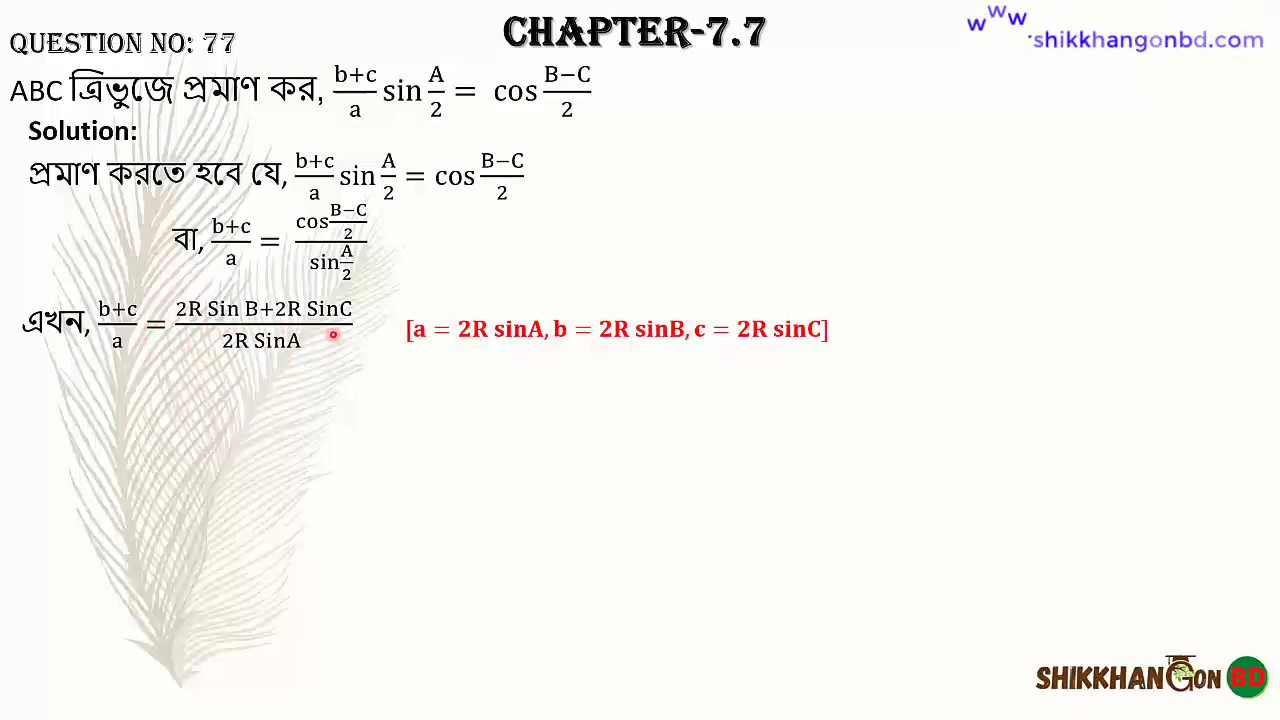 QUESTION NO: 77
CHAPTER-7.7
www.shikkhangonbd.com
ABC ত্রিভুজে প্রমাণ কর, (b+c)/a sin A/2 = cos (B−C)/2
Solution:
প্রমাণ করতে হবে যে, (b+c)/a sin A/2 = cos (B−C)/2
বা, (b+c)/a = (cos (B−C)/2)/(sin A/2)
এখন, (b+c)/a = (2R Sin B+2R SinC)/(2R SinA) [a = 2R sinA, b = 2R sinB, c = 2R sinC]
SHIKKHANGON BD